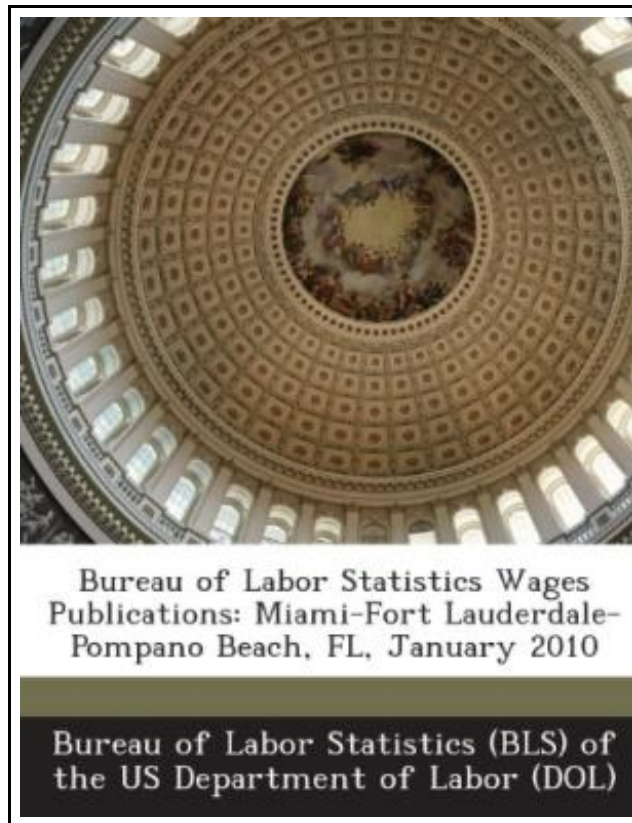 Bureau of Labor Statistics Wages
Publications: Miami-Fort Lauderdale-
Pompano Beach, FL, January 2010
Bureau of Labor Statistics (BLS) of
the US Department of Labor (DOL)